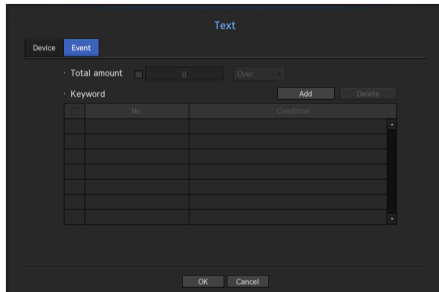 Text
Device Event
Total amount 0 Over
Keyword Add Delete
No. Condition
OK Cancel